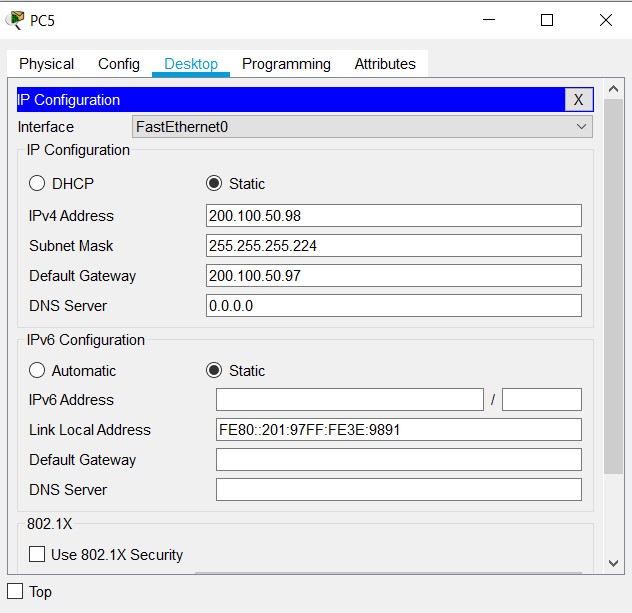 PC5
Physical Config Desktop Programming Attributes
IP Configuration X
Interface FastEthernet0
IP Configuration
DHCP Static
IPv4 Address 200.100.50.98
Subnet Mask 255.255.255.224
Default Gateway 200.100.50.97
DNS Server 0.0.0.0
IPv6 Configuration
Automatic Static
IPv6 Address /
Link Local Address FE80::201:97FF:FE3E:9891
Default Gateway
DNS Server
802.1X
Use 802.1X Security
Top